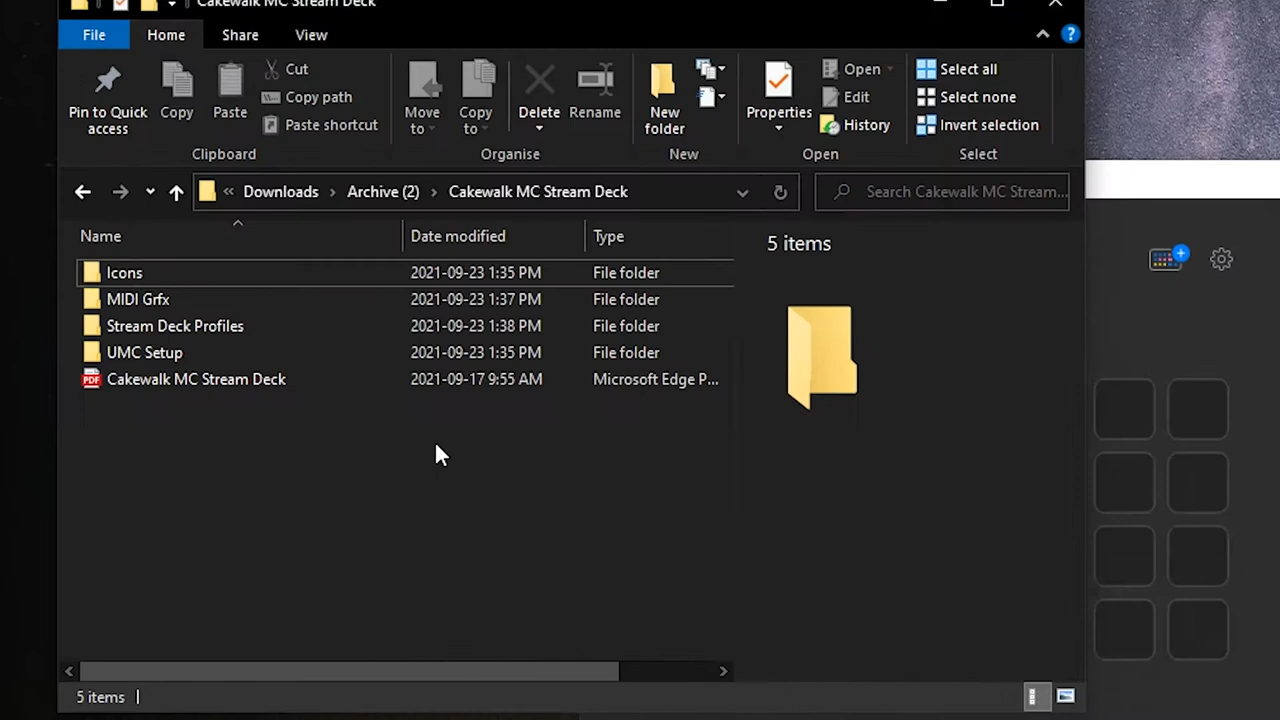 Cakewalk MC Stream Deck
File Home Share View
Pin to Quick access
Copy
Paste
Cut
Copy path
Paste shortcut
Clipboard
Move to
Copy to
Delete
Rename
Organise
New folder
New
Properties
Open
Edit
History
Open
Select all
Select none
Invert selection
Select
« Downloads > Archive (2) > Cakewalk MC Stream Deck
Search Cakewalk MC Stream...
Name Date modified Type
Icons 2021-09-23 1:35 PM File folder
MIDI Grfx 2021-09-23 1:37 PM File folder
Stream Deck Profiles 2021-09-23 1:38 PM File folder
UMC Setup 2021-09-23 1:35 PM File folder
PDF Cakewalk MC Stream Deck 2021-09-17 9:55 AM Microsoft Edge P...
5 items
5 items